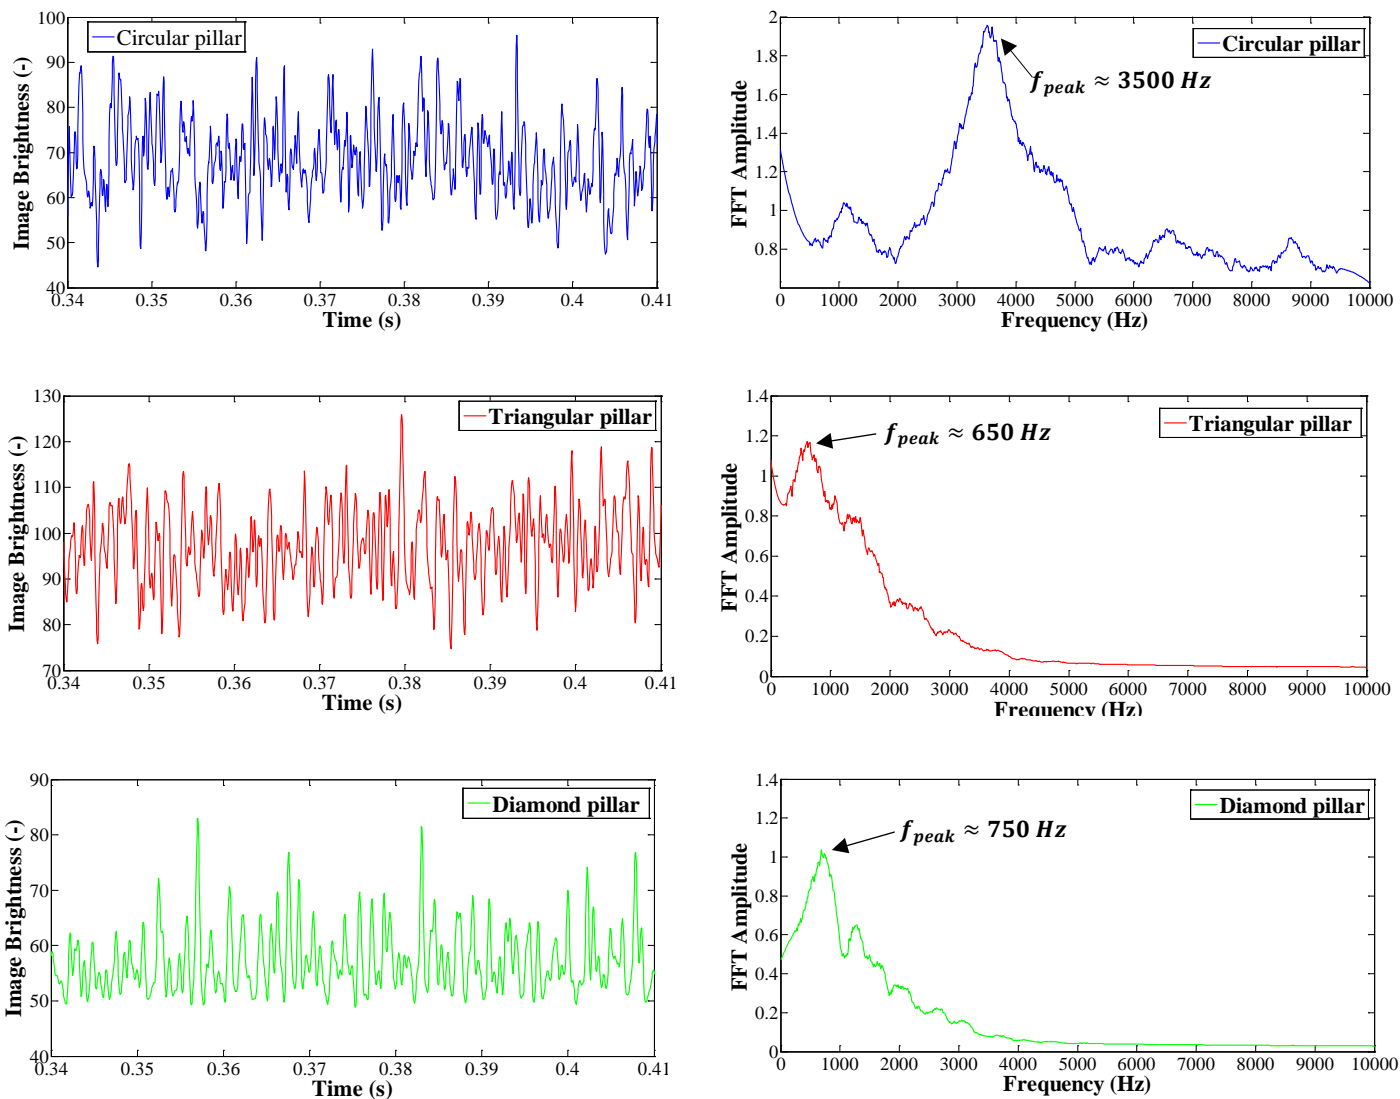 Circular pillar
Image Brightness (-)
100
90
80
70
60
50
40
0.34 0.35 0.36 0.37 0.38 0.39 0.4 0.41
Time (s)
Circular pillar
f_peak ≈ 3500 Hz
FFT Amplitude
2
1.8
1.6
1.4
1.2
1
0.8
0 1000 2000 3000 4000 5000 6000 7000 8000 9000 10000
Frequency (Hz)
Triangular pillar
Image Brightness (-)
130
120
110
100
90
80
70
0.34 0.35 0.36 0.37 0.38 0.39 0.4 0.41
Time (s)
Triangular pillar
f_peak ≈ 650 Hz
FFT Amplitude
1.4
1.2
1
0.8
0.6
0.4
0.2
0
0 1000 2000 3000 4000 5000 6000 7000 8000 9000 10000
Frequency (Hz)
Diamond pillar
Image Brightness (-)
90
80
70
60
50
40
0.34 0.35 0.36 0.37 0.38 0.39 0.4 0.41
Time (s)
Diamond pillar
f_peak ≈ 750 Hz
FFT Amplitude
1.4
1.2
1
0.8
0.6
0.4
0.2
0
0 1000 2000 3000 4000 5000 6000 7000 8000 9000 10000
Frequency (Hz)